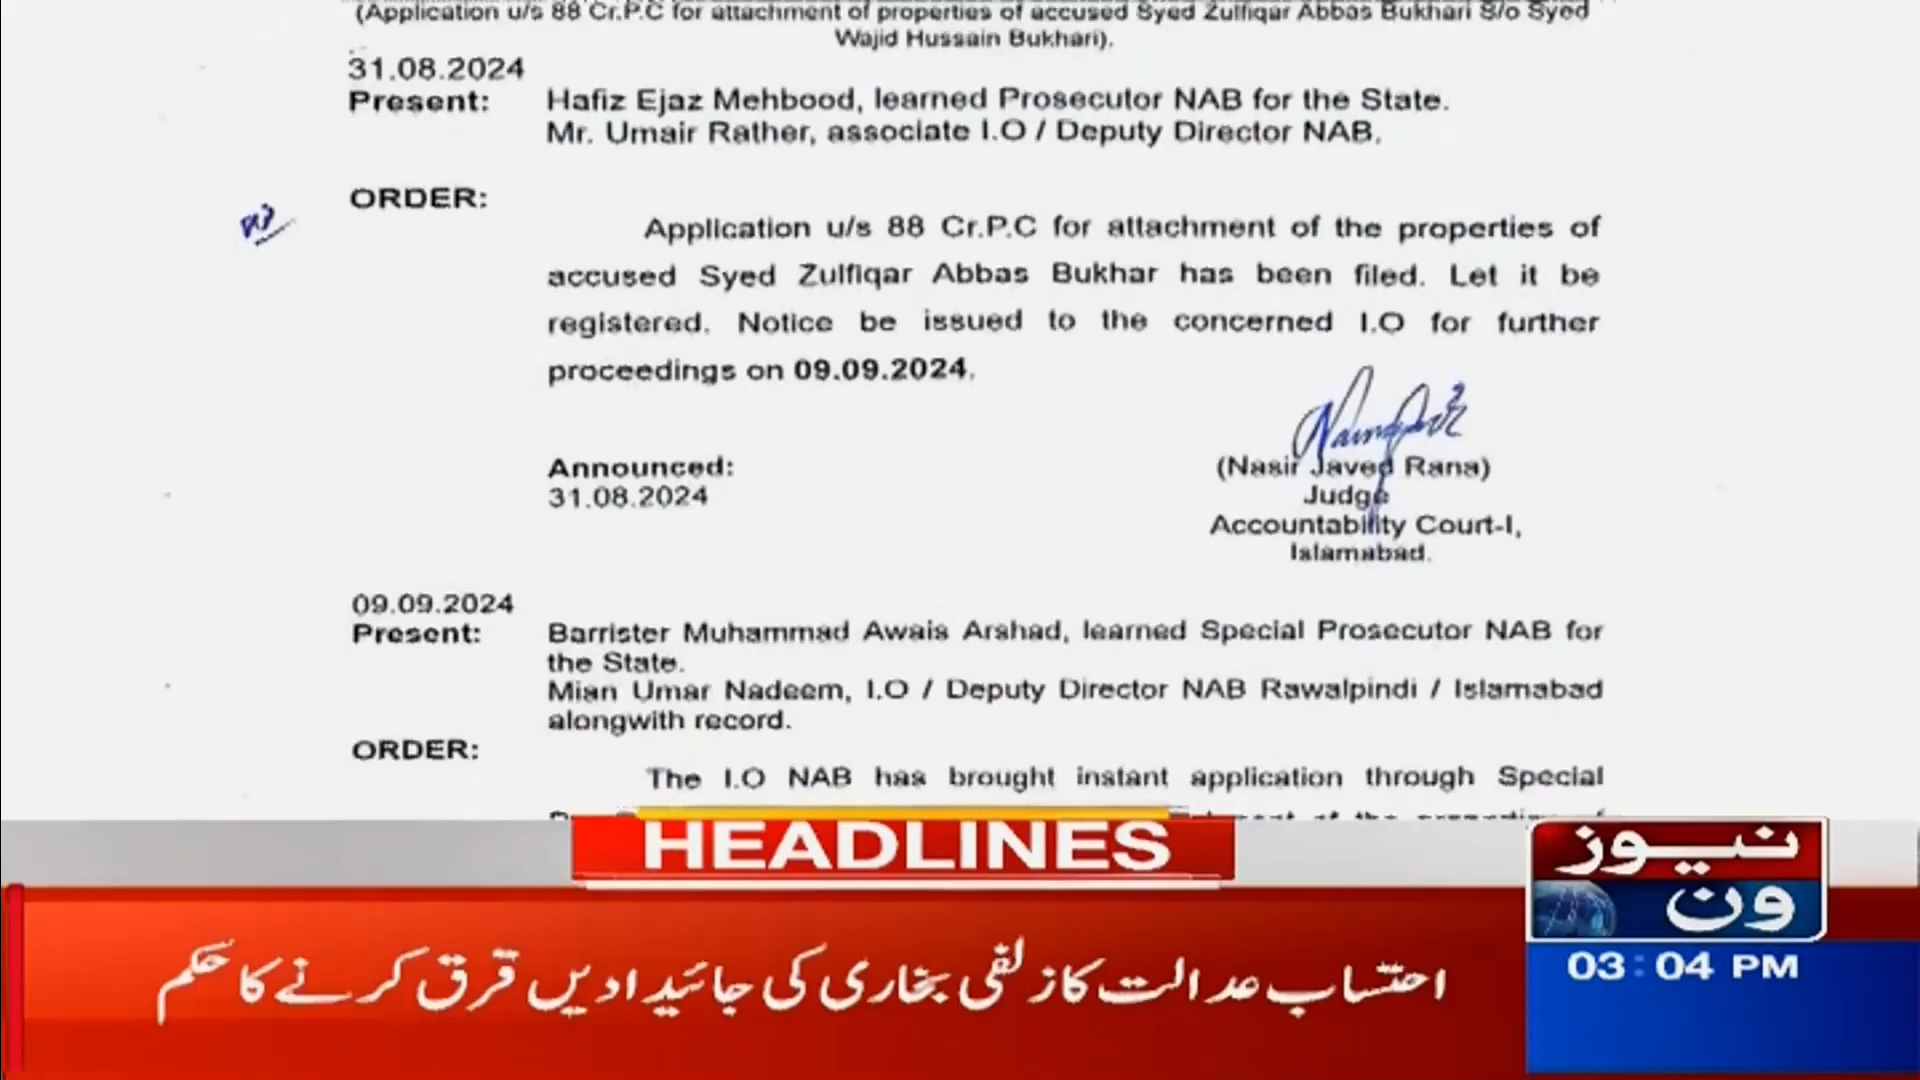 (Application u/s 88 Cr.P.C for attachment of properties of accused Syed Zulfiqar Abbas Bukhari S/o Syed
Wajid Hussain Bukhari).
31.08.2024
Present: Hafiz Ejaz Mehbood, learned Prosecutor NAB for the State.
Mr. Umair Rather, associate I.O / Deputy Director NAB.
ORDER:
Application u/s 88 Cr.P.C for attachment of the properties of
accused Syed Zulfiqar Abbas Bukhar has been filed. Let it be
registered. Notice be issued to the concerned I.O for further
proceedings on 09.09.2024.
Announced:
31.08.2024
(Nasir Javed Rana)
Judge
Accountability Court-I,
Islamabad.
09.09.2024
Present: Barrister Muhammad Awais Arshad, learned Special Prosecutor NAB for
the State.
Mian Umar Nadeem, I.O / Deputy Director NAB Rawalpindi / Islamabad
alongwith record.
ORDER:
The I.O NAB has brought instant application through Special
HEADLINES
نیوز
ون
03:04 PM
احتساب عدالت کا زلفی بخاری کی جائیدادیں قرق کرنے کا حکم